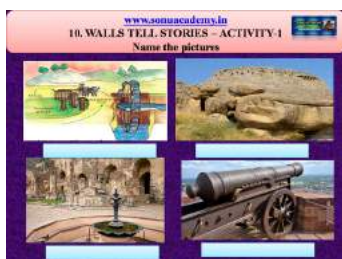 www.sonuacademy.in
10. WALLS TELL STORIES – ACTIVITY-1
Name the pictures